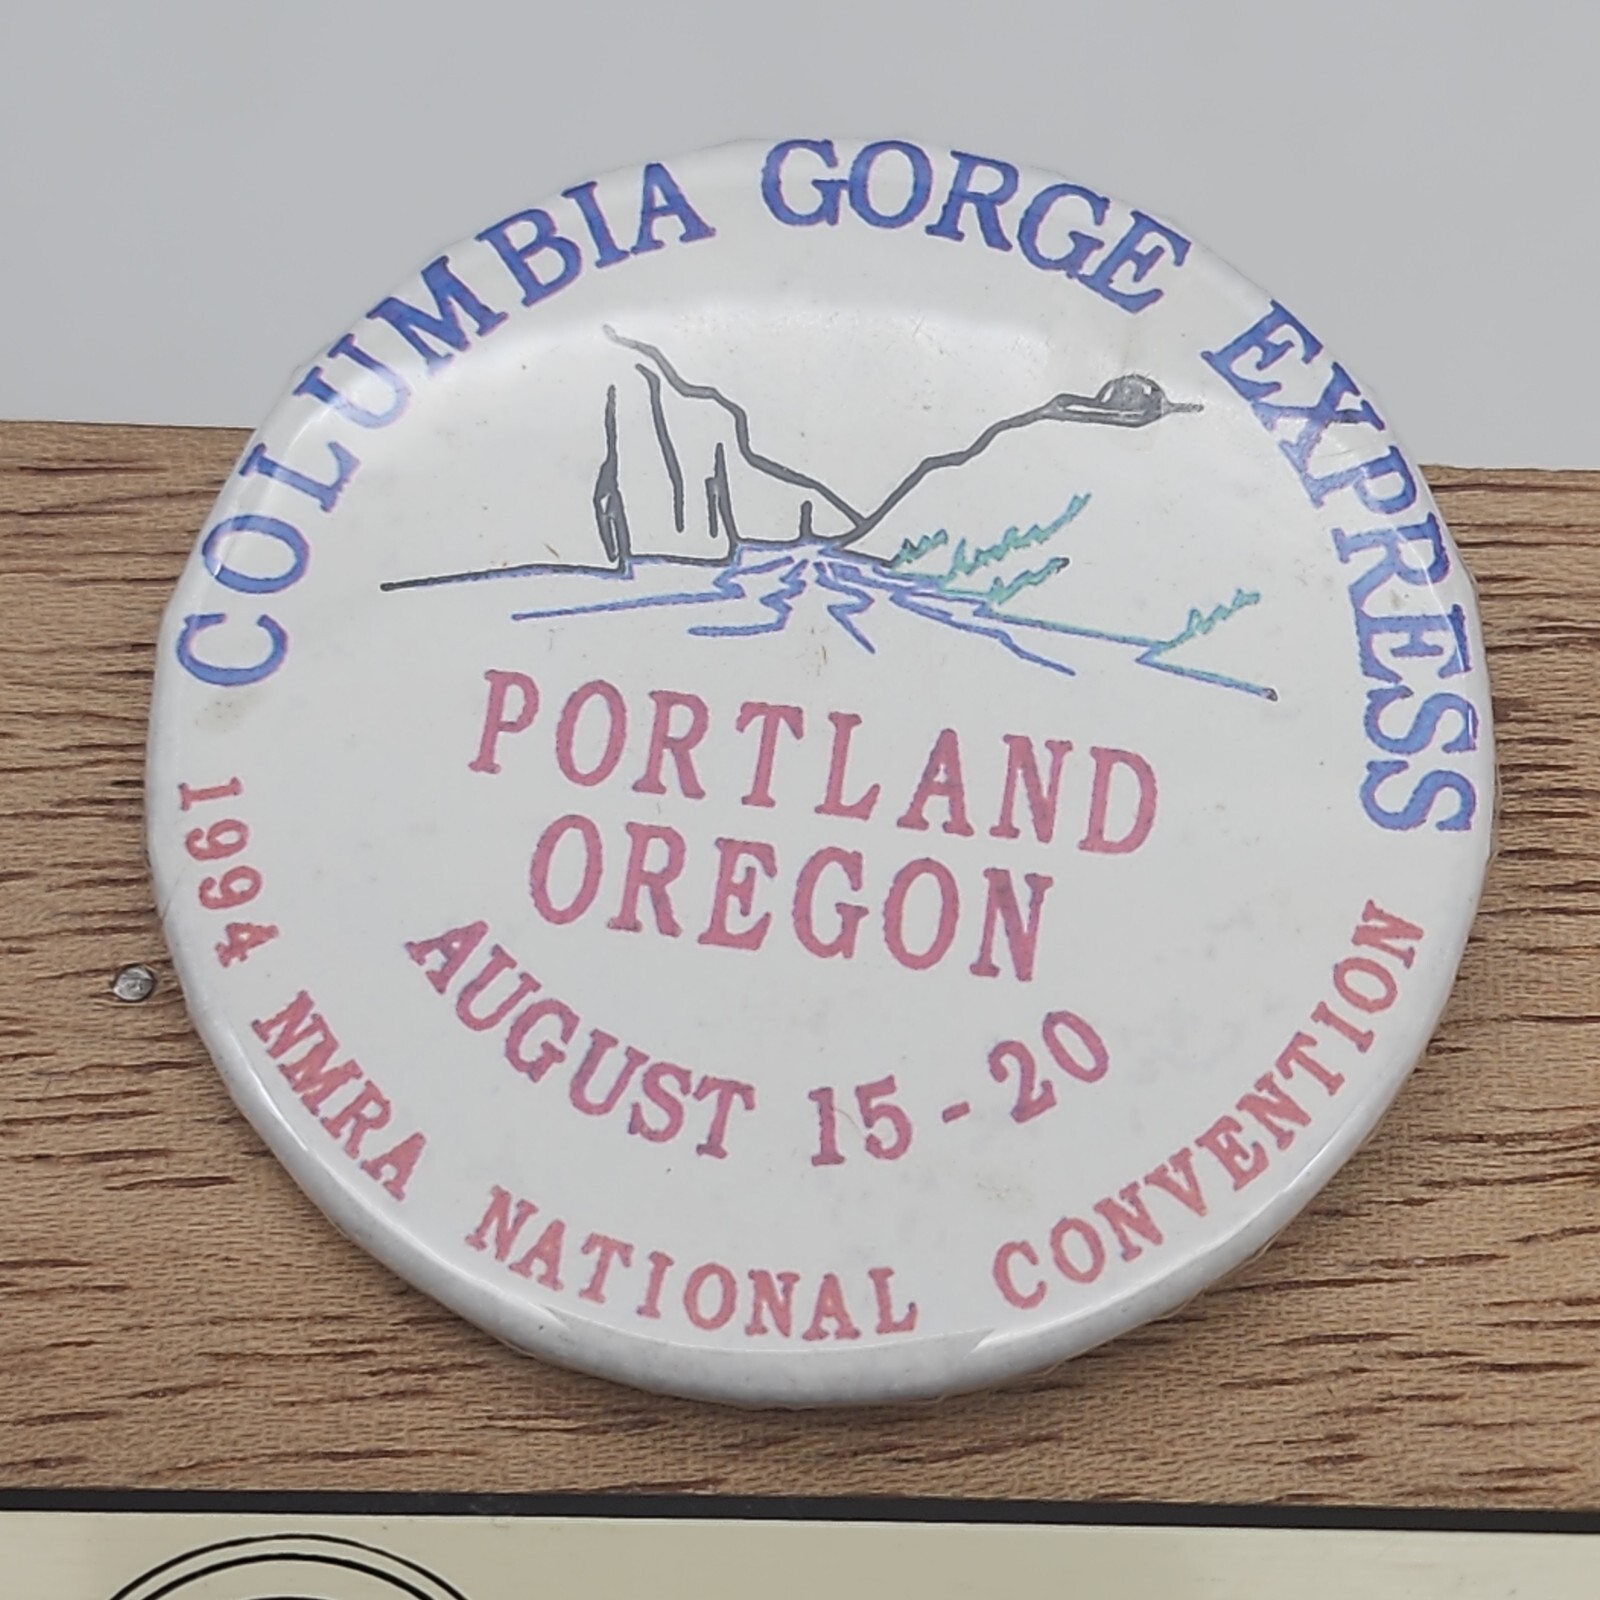 COLUMBIA GORGE EXPRESS
PORTLAND
OREGON
AUGUST 15-20
1994 NMRA NATIONAL CONVENTION